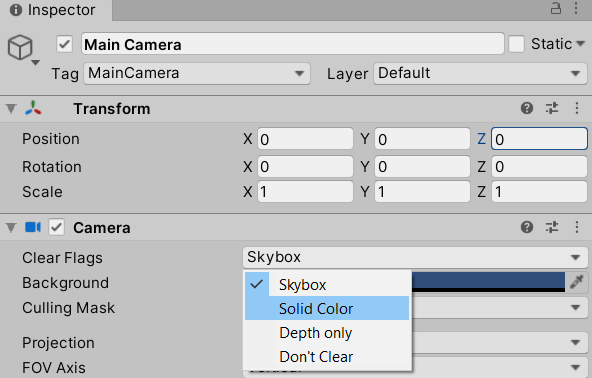 Inspector
Main Camera
Static
Tag MainCamera Layer Default
Transform
Position X 0 Y 0 Z 0
Rotation X 0 Y 0 Z 0
Scale X 1 Y 1 Z 1
Camera
Clear Flags Skybox
Background
Skybox
Solid Color
Culling Mask
Depth only
Projection
Don't Clear
FOV Axis